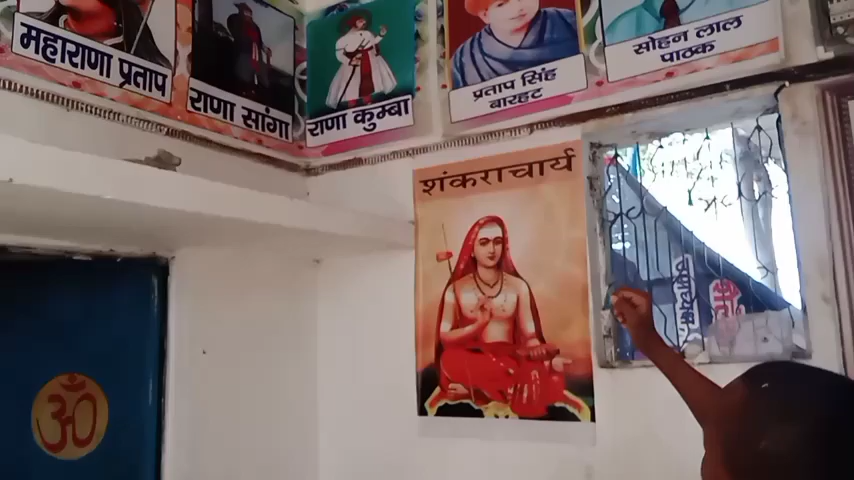 महाराणा प्रताप
राणा सांगा
राणा कुम्बा
प्रताप सिंह
बारहट
सोहन लाल
पाठक
शंकराचार्य
ॐ